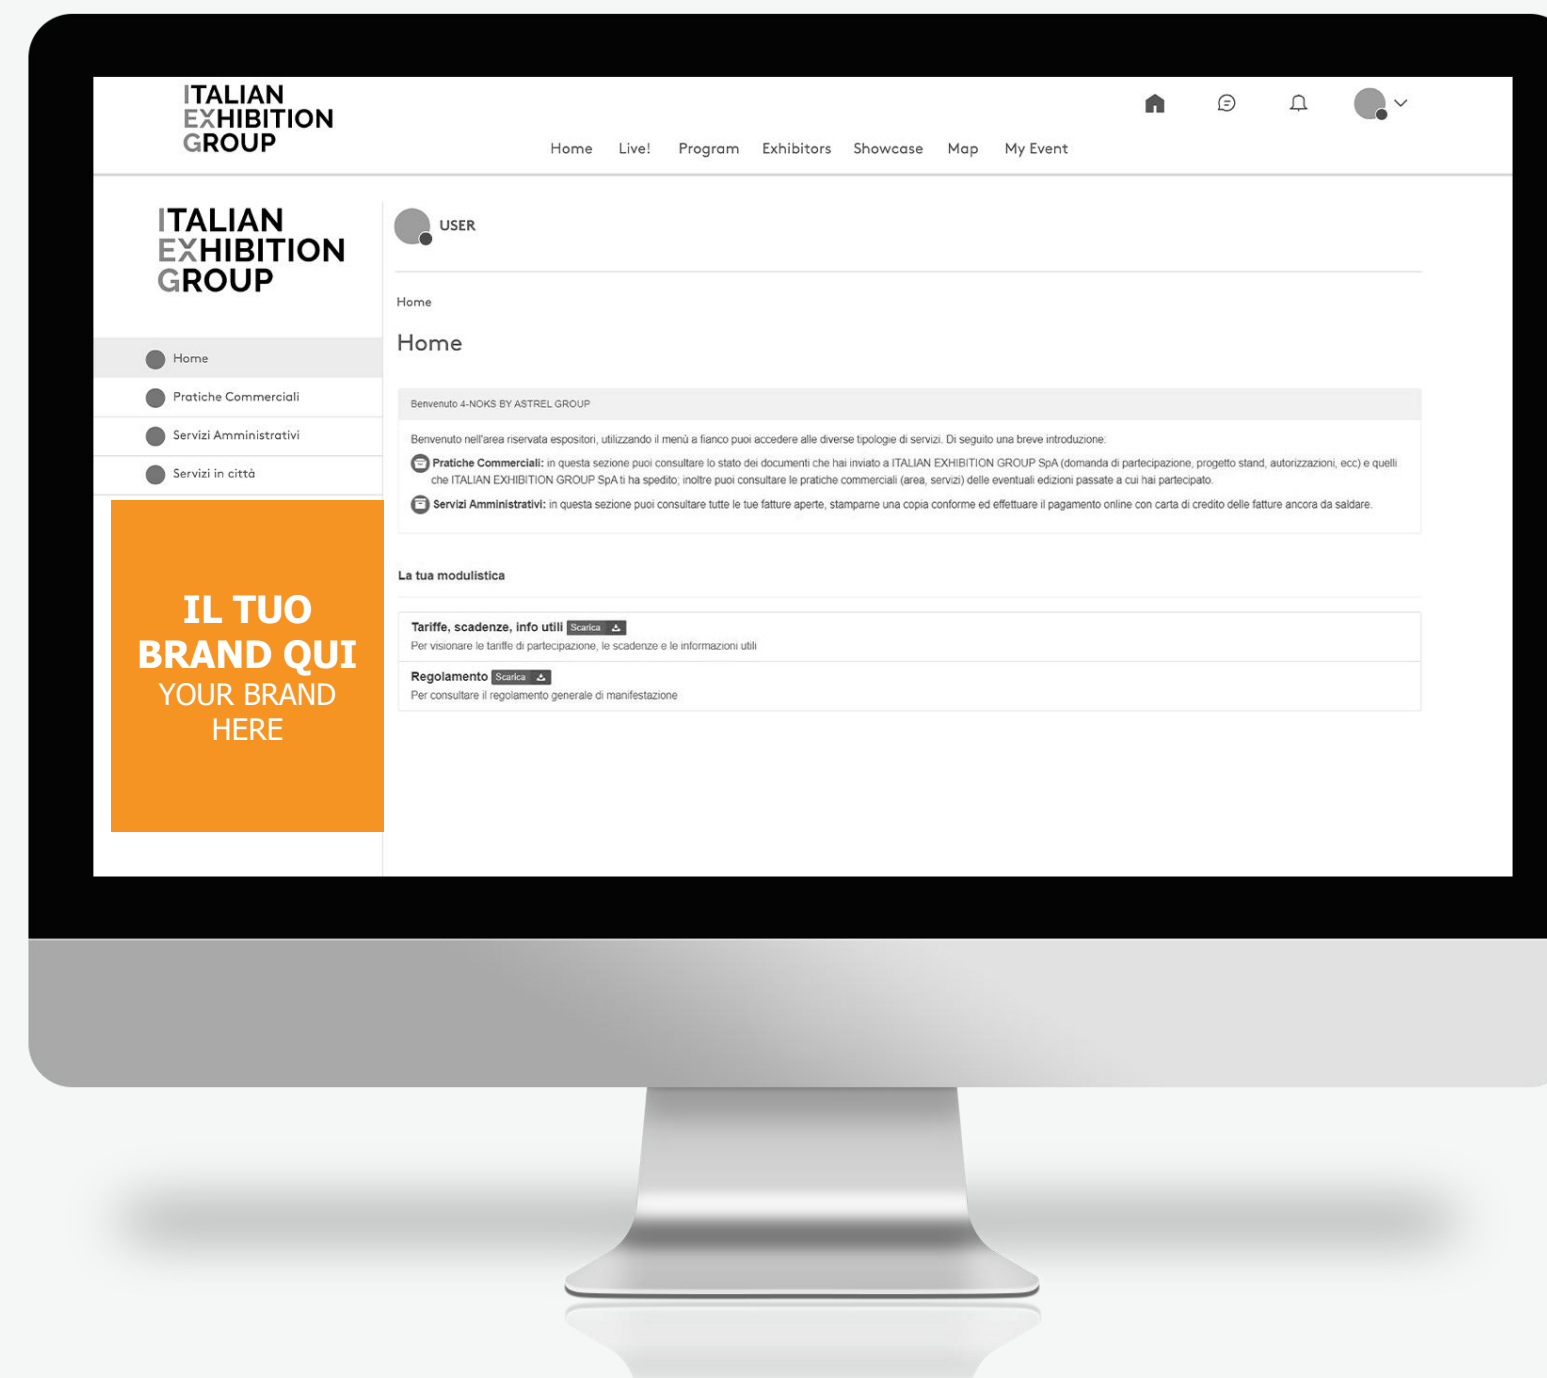 ITALIAN
EXHIBITION
GROUP
Home Live! Program Exhibitors Showcase Map My Event
ITALIAN
EXHIBITION
GROUP
USER
Home
Home
Home
Pratiche Commerciali
Servizi Amministrativi
Servizi in città
Benvenuto 4-NOKS BY ASTREL GROUP
Benvenuto nell'area riservata espositori, utilizzando il menù a fianco puoi accedere alle diverse tipologie di servizi. Di seguito una breve introduzione:
Pratiche Commerciali: in questa sezione puoi consultare lo stato dei documenti che hai inviato a ITALIAN EXHIBITION GROUP SpA (domanda di partecipazione, progetto stand, autorizzazioni, ecc) e quelli
che ITALIAN EXHIBITION GROUP SpA ti ha spedito; inoltre puoi consultare le pratiche commerciali (area, servizi) delle eventuali edizioni passate a cui hai partecipato.
Servizi Amministrativi: in questa sezione puoi consultare tutte le tue fatture aperte, stamparne una copia conforme ed effettuare il pagamento online con carta di credito delle fatture ancora da saldare.
La tua modulistica
Tariffe, scadenze, info utili Scarica
Per visionare le tariffe di partecipazione, le scadenze e le informazioni utili
Regolamento Scarica
Per consultare il regolamento generale di manifestazione
IL TUO
BRAND QUI
YOUR BRAND
HERE